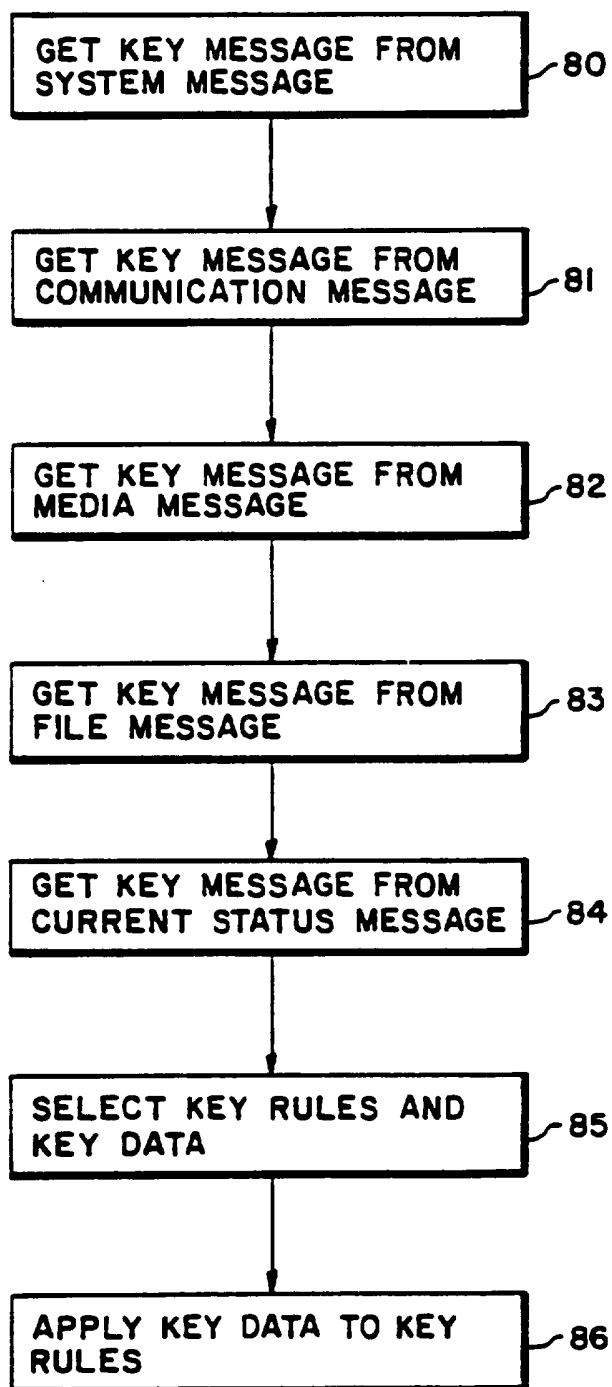 GET KEY MESSAGE FROM
SYSTEM MESSAGE
80
GET KEY MESSAGE FROM
COMMUNICATION MESSAGE
81
GET KEY MESSAGE FROM
MEDIA MESSAGE
82
GET KEY MESSAGE FROM
FILE MESSAGE
83
GET KEY MESSAGE FROM
CURRENT STATUS MESSAGE
84
SELECT KEY RULES AND
KEY DATA
85
APPLY KEY DATA TO KEY
RULES
86